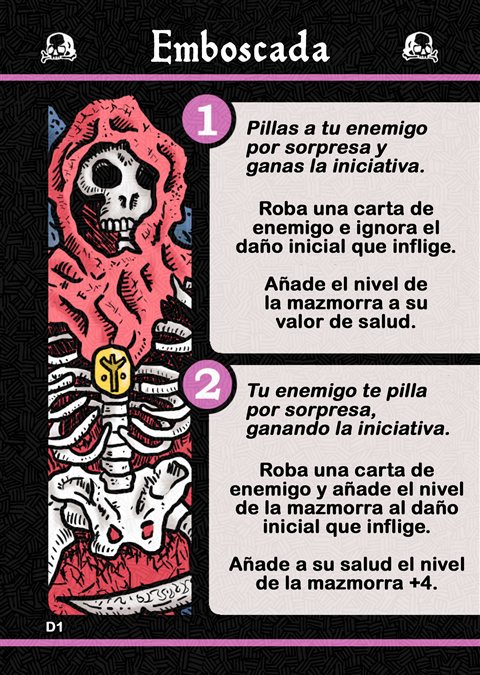 Emboscada
1
Pillas a tu enemigo
por sorpresa y
ganas la iniciativa.
Roba una carta de
enemigo e ignora el
daño inicial que inflige.
Añade el nivel de
la mazmorra a su
valor de salud.
2
Tu enemigo te pilla
por sorpresa,
ganando la iniciativa.
Roba una carta de
enemigo y añade el nivel
de la mazmorra al daño
inicial que inflige.
Añade a su salud el nivel
de la mazmorra +4.
D1